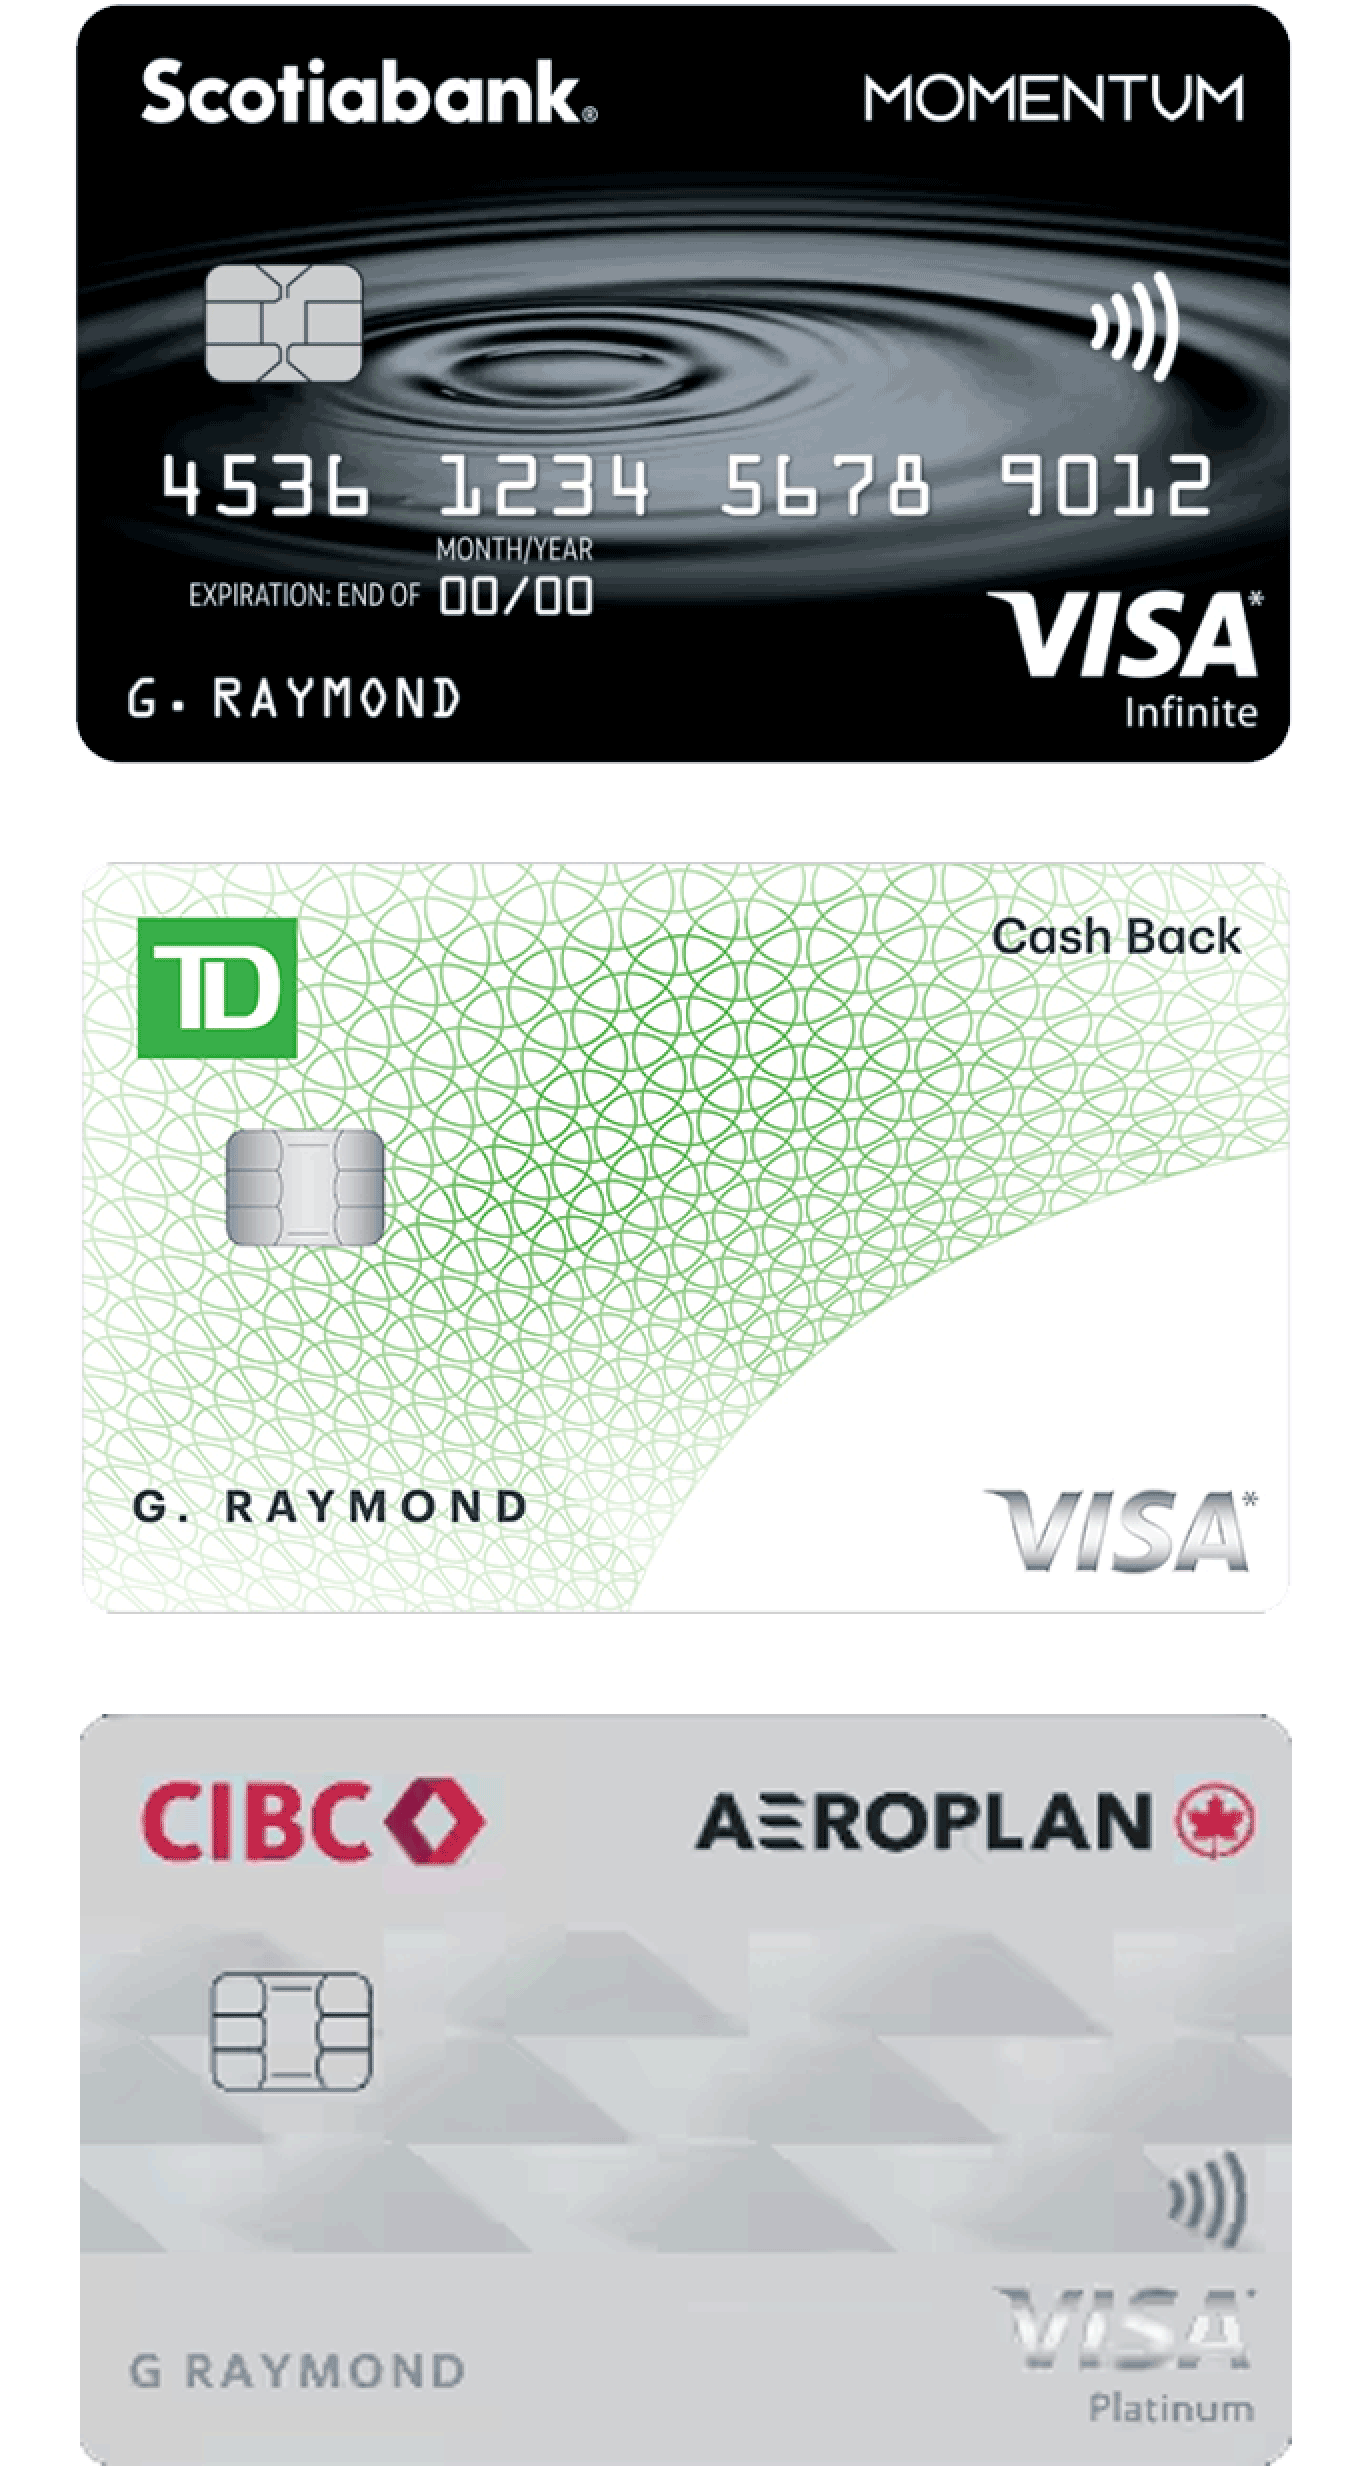 Scotiabank® MOMENTUM
4536 1234 5678 9012
MONTH/YEAR
EXPIRATION: END OF 00/00
VISA*
G. RAYMOND
Infinite
TD
Cash Back
G. RAYMOND
VISA*
CIBC AEROPLAN
VISA
G RAYMOND
Platinum